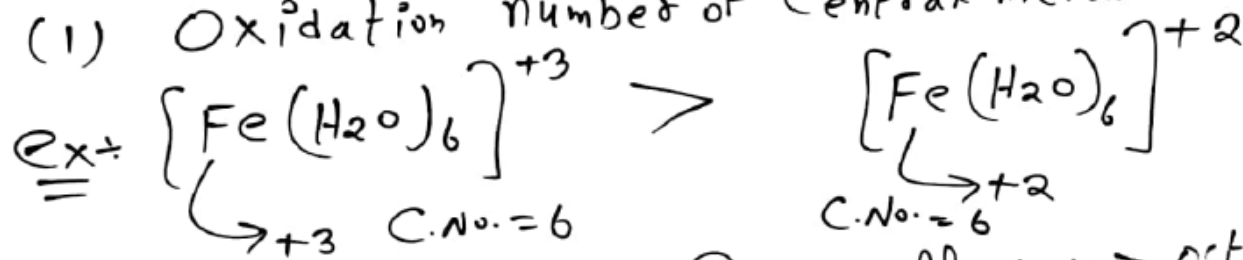 (1) Oxidation number of
ex÷ [Fe(H2O)6]+3 > [Fe(H2O)6]+2
→+3 C.No.=6 →+2
C.No.=6